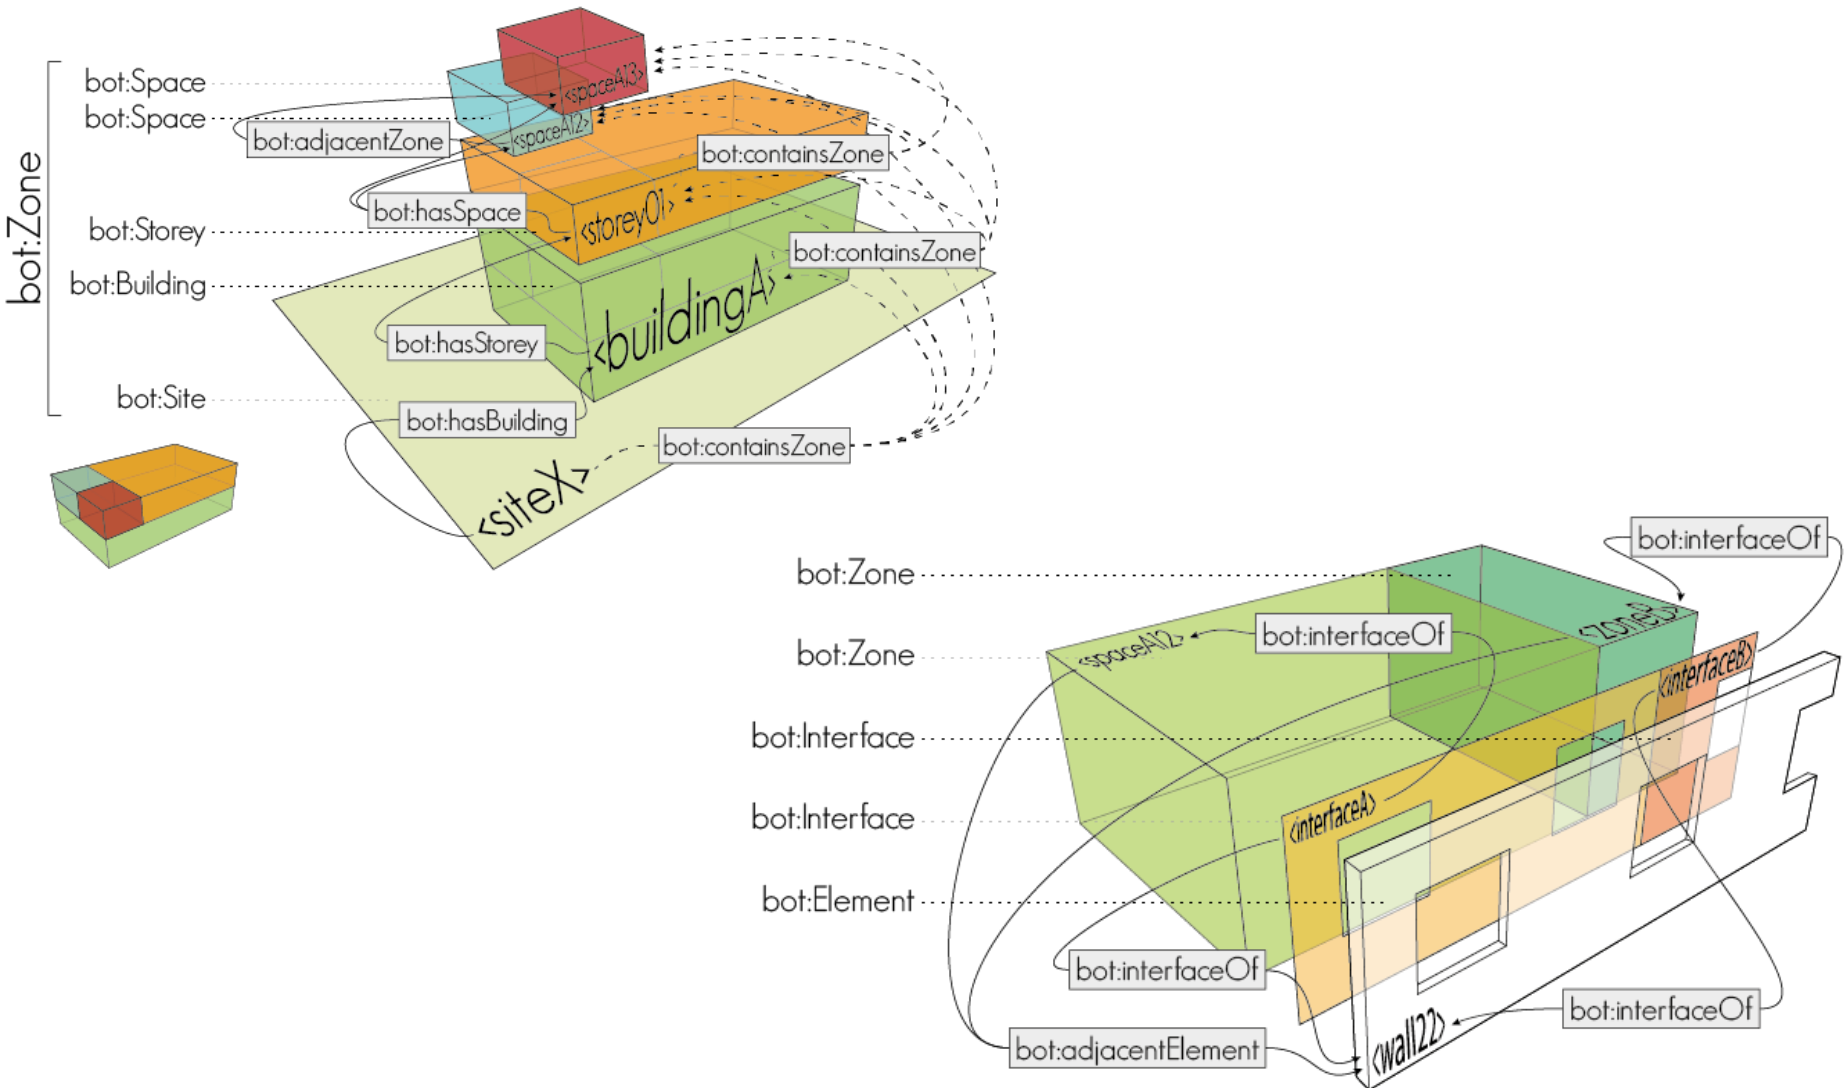 bot:Zone
bot:Space
bot:Space
bot:Storey
bot:Building
bot:Site
<spaceA13>
<spaceA12>
bot:adjacentZone
bot:containsZone
bot:hasSpace
<storey01>
bot:containsZone
<buildingA>
bot:hasStorey
bot:hasBuilding
bot:containsZone
<siteX>
bot:Zone
bot:Zone
bot:Interface
bot:Interface
bot:Element
bot:interfaceOf
<zoneB>
bot:interfaceOf
<spaceA12>
<interfaceB>
<interfaceA>
bot:interfaceOf
bot:interfaceOf
bot:adjacentElement
<wall22>